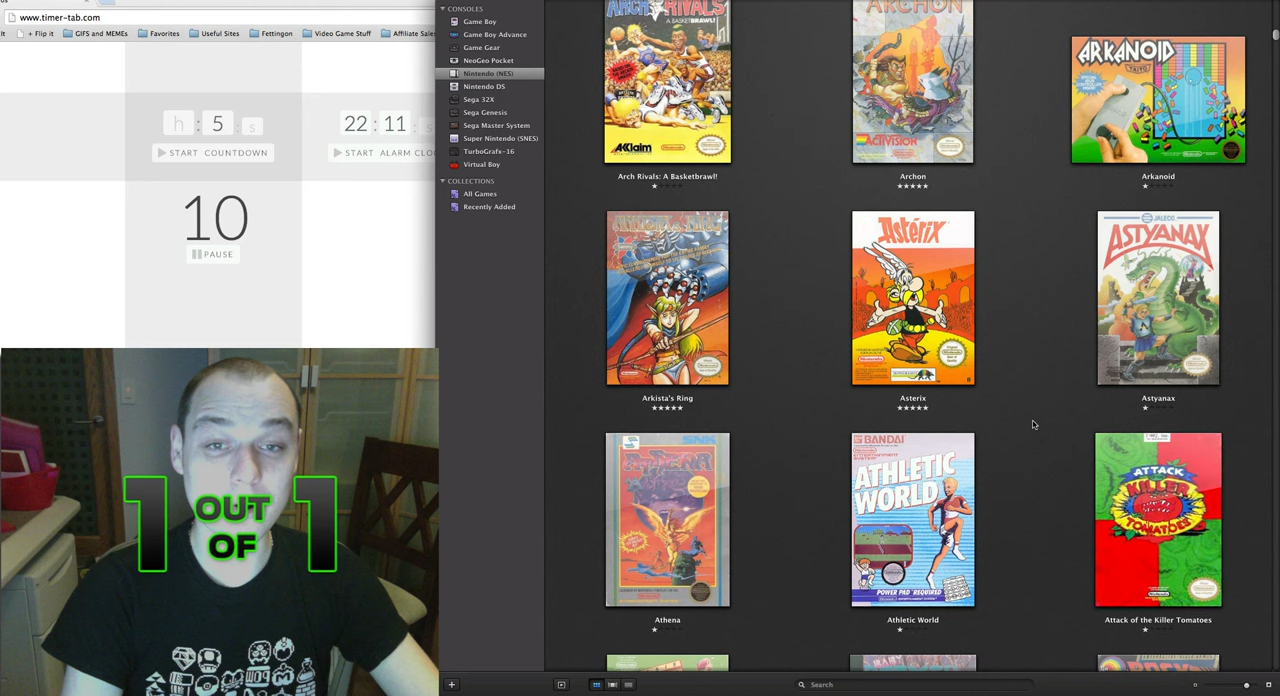 www.timer-tab.com
+ Flip it
GIFS and MEMES
Favorites
Useful Sites
Fettington
Video Game Stuff
Affiliate Sales
h : 5 : s
START COUNTDOWN
22 : 11 : s
START ALARM CLO
10
PAUSE
1 OUT OF 1
CONSOLES
Game Boy
Game Boy Advance
Game Gear
NeoGeo Pocket
Nintendo (NES)
Nintendo DS
Sega 32X
Sega Genesis
Sega Master System
Super Nintendo (SNES)
TurboGrafx-16
Virtual Boy
COLLECTIONS
All Games
Recently Added
ARCH RIVALS
A BASKETBRAWL!
AKklaim
Arch Rivals: A Basketbrawl!
ARCHON
ACTIVISION
Archon
ARKANOID
TAITO
Arkanoid
Arkista's Ring
Astérix
Asterix
JALECO
ASTYANAX
Astyanax
SNK
ATHENA
Athena
BANDAI
ATHLETIC
WORLD
POWER PAD REQUIRED
Athletic World
ATTACK
OF THE
KILLER
TOMATOES
Attack of the Killer Tomatoes
Search